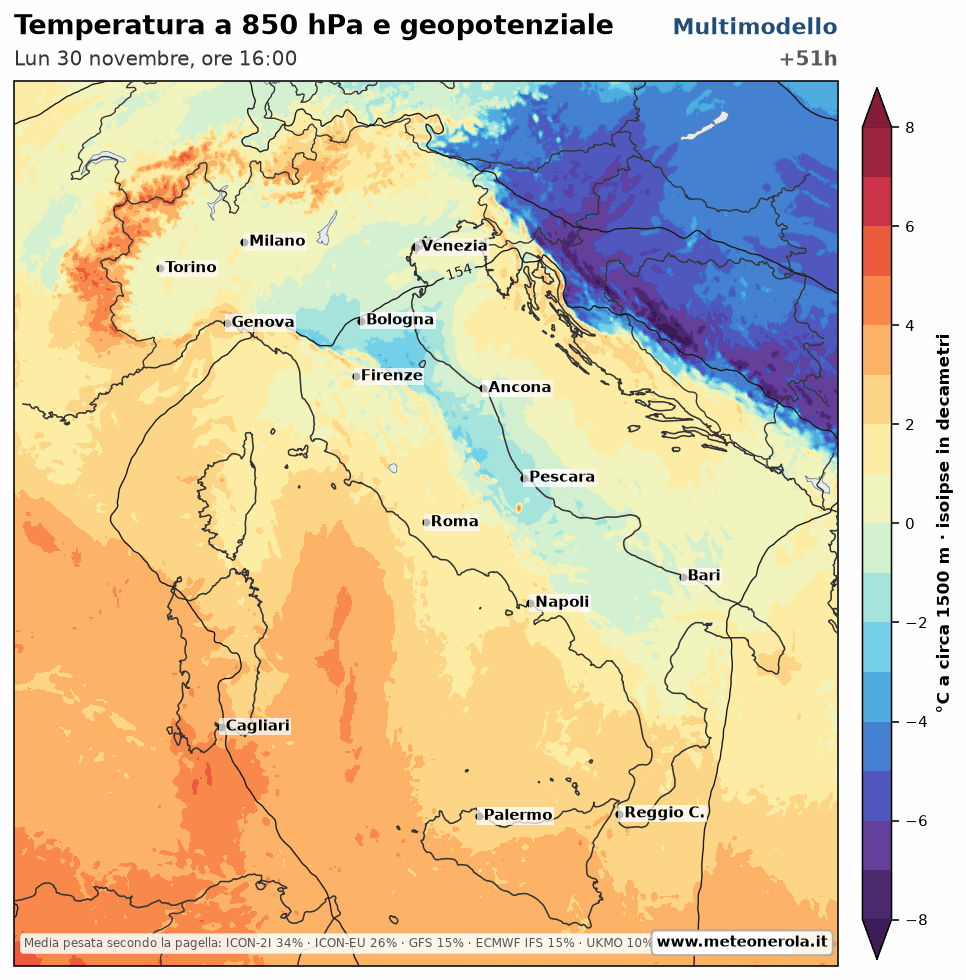 Temperatura a 850 hPa e geopotenziale
Multimodello
Lun 30 novembre, ore 16:00
+51h
Milano
Torino
Venezia
154
Genova
Bologna
Firenze
Ancona
Pescara
Roma
Bari
Napoli
Cagliari
Palermo
Reggio C.
8
6
4
2
0
−2
−4
−6
−8
°C a circa 1500 m · isoipse in decametri
Media pesata secondo la pagella: ICON-2I 34% · ICON-EU 26% · GFS 15% · ECMWF IFS 15% · UKMO 10%
www.meteonerola.it